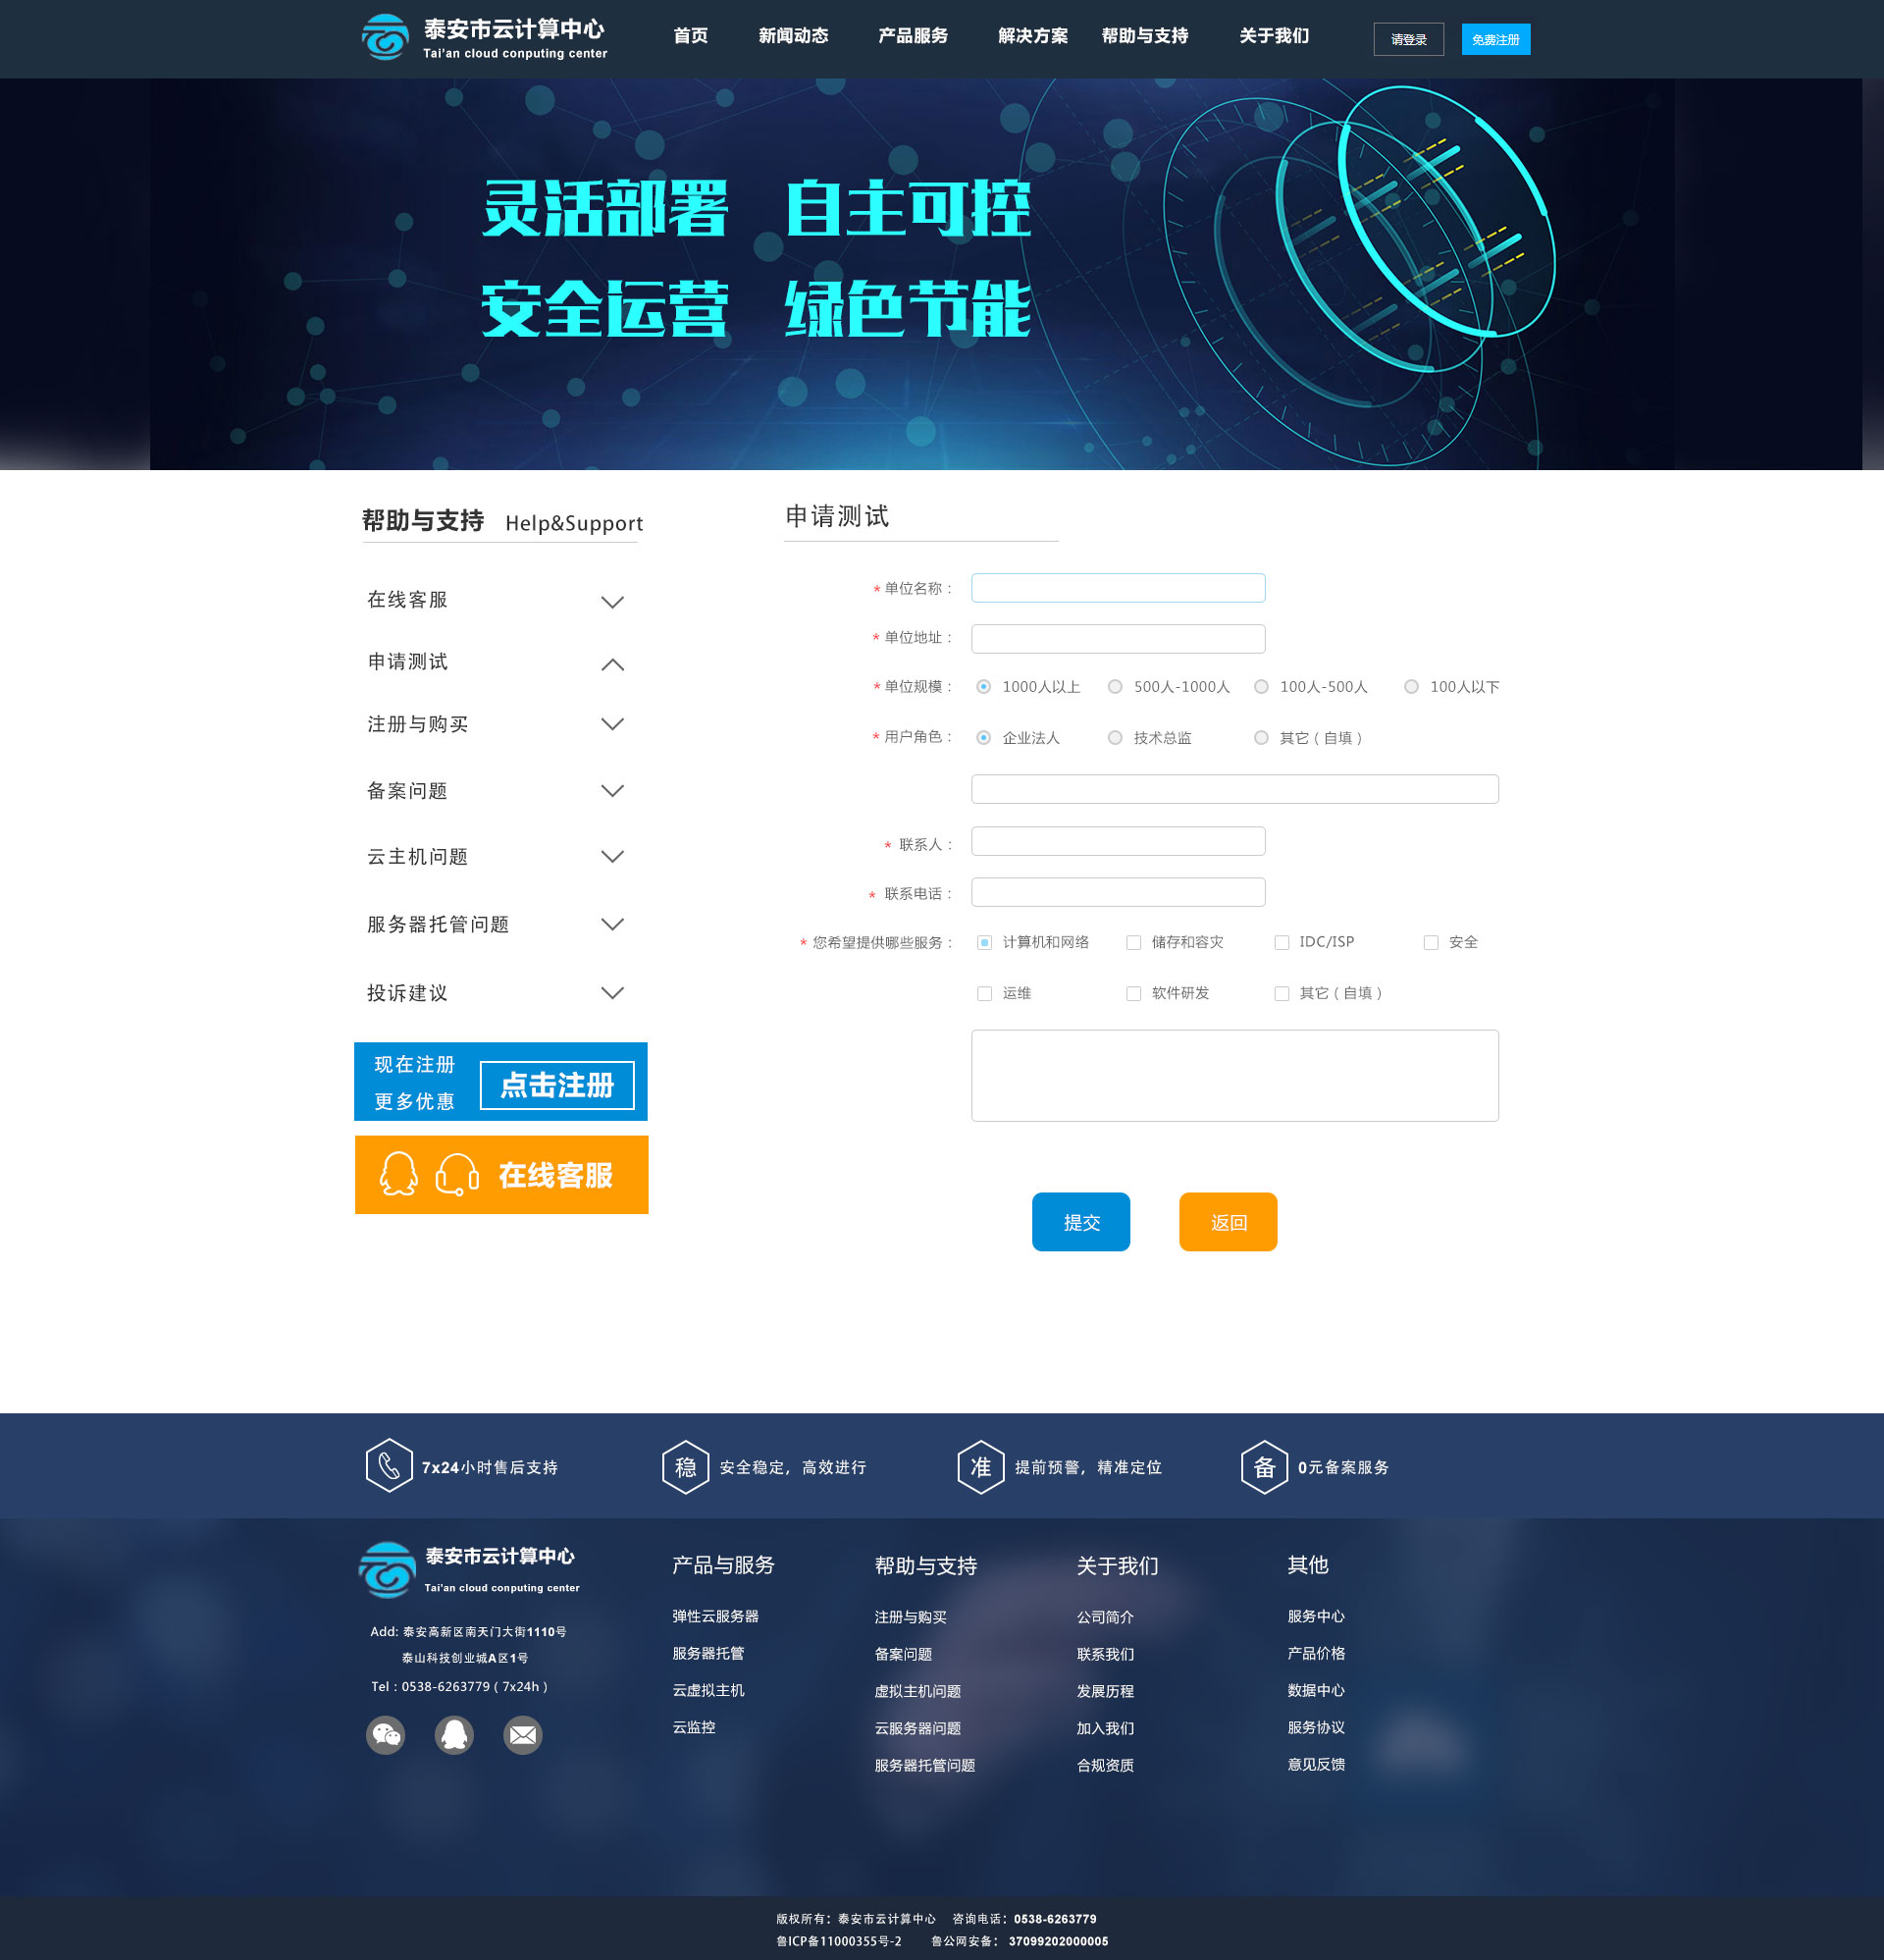 泰安市云计算中心
Tai'an cloud conputing center
首页 新闻动态 产品服务 解决方案 帮助与支持 关于我们 请登录 免费注册
灵活部署 自主可控
安全运营 绿色节能
帮助与支持 Help&Support
在线客服
申请测试
注册与购买
备案问题
云主机问题
服务器托管问题
投诉建议
现在注册
更多优惠
点击注册
在线客服
申请测试
* 单位名称：
* 单位地址：
* 单位规模： 1000人以上 500人-1000人 100人-500人 100人以下
* 用户角色： 企业法人 技术总监 其它（自填）
* 联系人：
* 联系电话：
* 您希望提供哪些服务： 计算机和网络 储存和容灾 IDC/ISP 安全
运维 软件研发 其它（自填）
提交 返回
7x24小时售后支持 稳 安全稳定，高效进行 准 提前预警，精准定位 备 0元备案服务
泰安市云计算中心
Tai'an cloud conputing center
Add: 泰安高新区南天门大街1110号
泰山科技创业城A区1号
Tel：0538-6263779（7x24h）
产品与服务
弹性云服务器
服务器托管
云虚拟主机
云监控
帮助与支持
注册与购买
备案问题
虚拟主机问题
云服务器问题
服务器托管问题
关于我们
公司简介
联系我们
发展历程
加入我们
合规资质
其他
服务中心
产品价格
数据中心
服务协议
意见反馈
版权所有：泰安市云计算中心 咨询电话：0538-6263779
鲁ICP备11000355号-2 鲁公网安备： 37099202000005